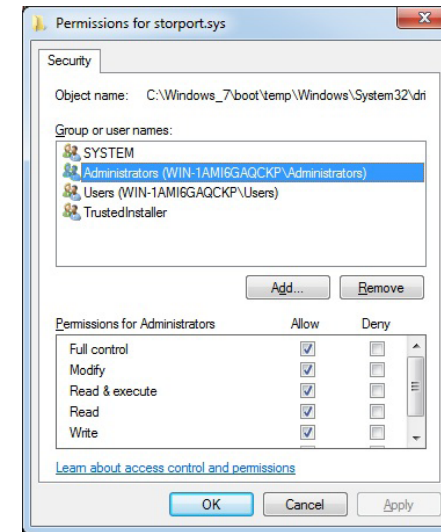 Permissions for storport.sys
Security
Object name: C:\Windows_7\boot\temp\Windows\System32\dri
Group or user names:
SYSTEM
Administrators (WIN-1AMI6GAQCKP\Administrators)
Users (WIN-1AMI6GAQCKP\Users)
TrustedInstaller
Add... Remove
Permissions for Administrators Allow Deny
Full control
Modify
Read & execute
Read
Write
Learn about access control and permissions
OK Cancel Apply